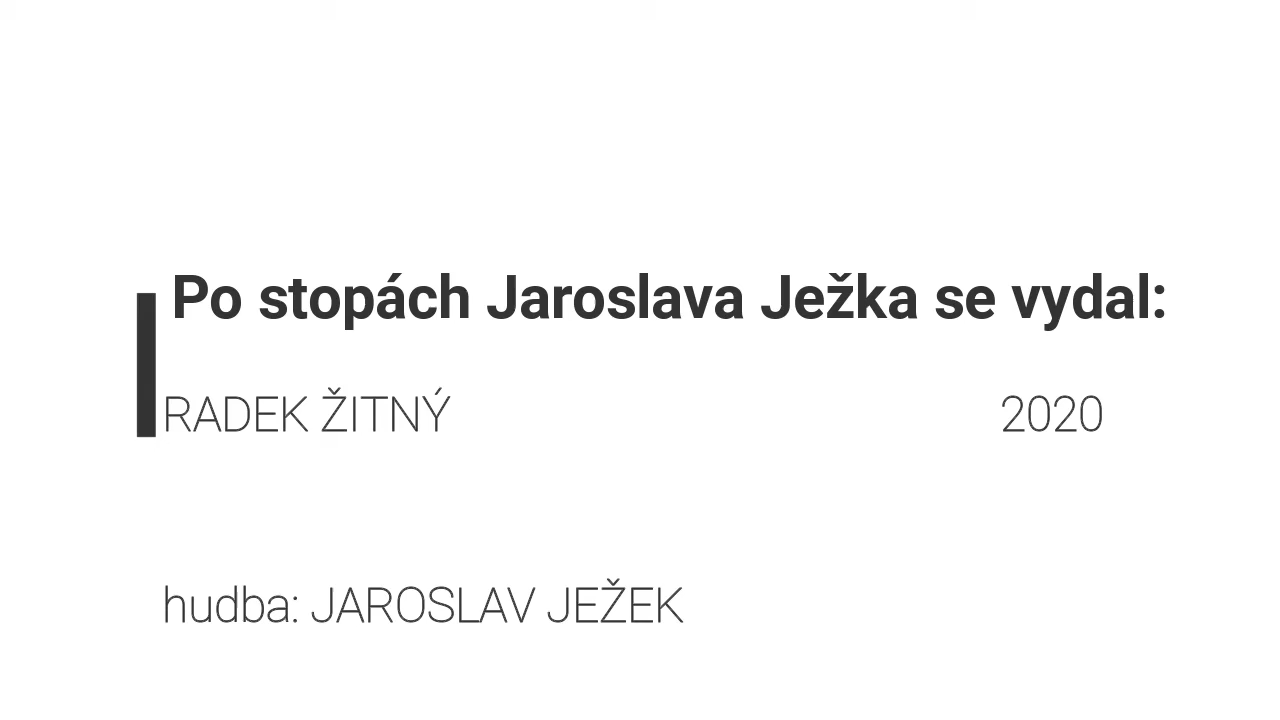 Po stopách Jaroslava Ježka se vydal:
RADEK ŽITNÝ 2020
hudba: JAROSLAV JEŽEK